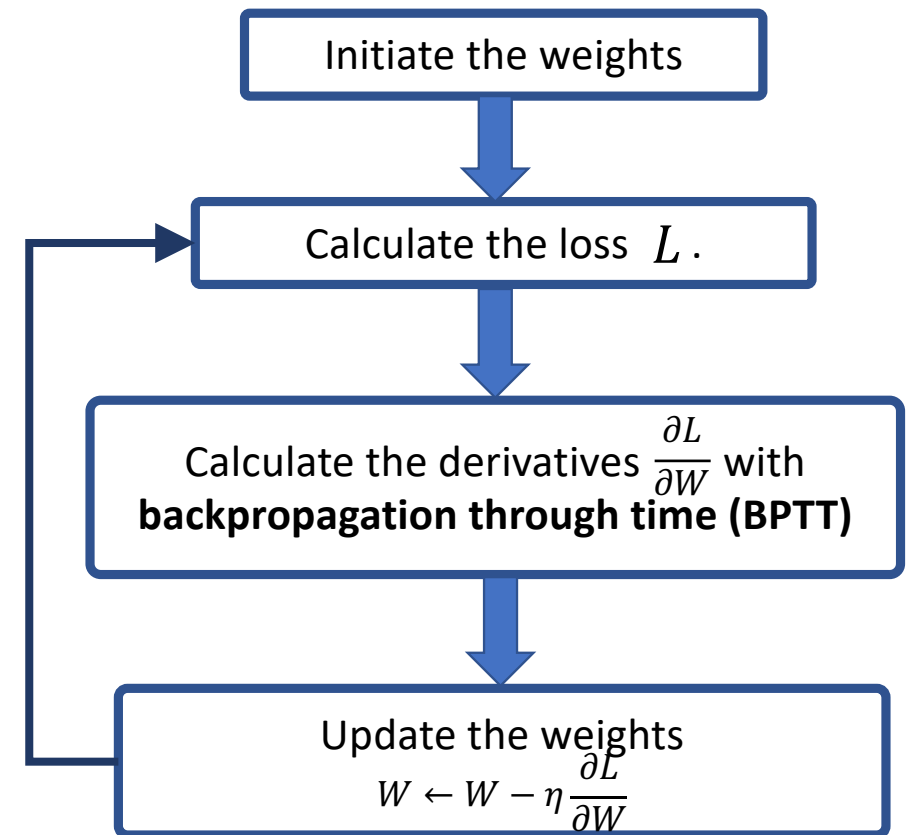 Initiate the weights
Calculate the loss L .
Calculate the derivatives ∂L/∂W with
backpropagation through time (BPTT)
Update the weights
W ← W − η ∂L/∂W